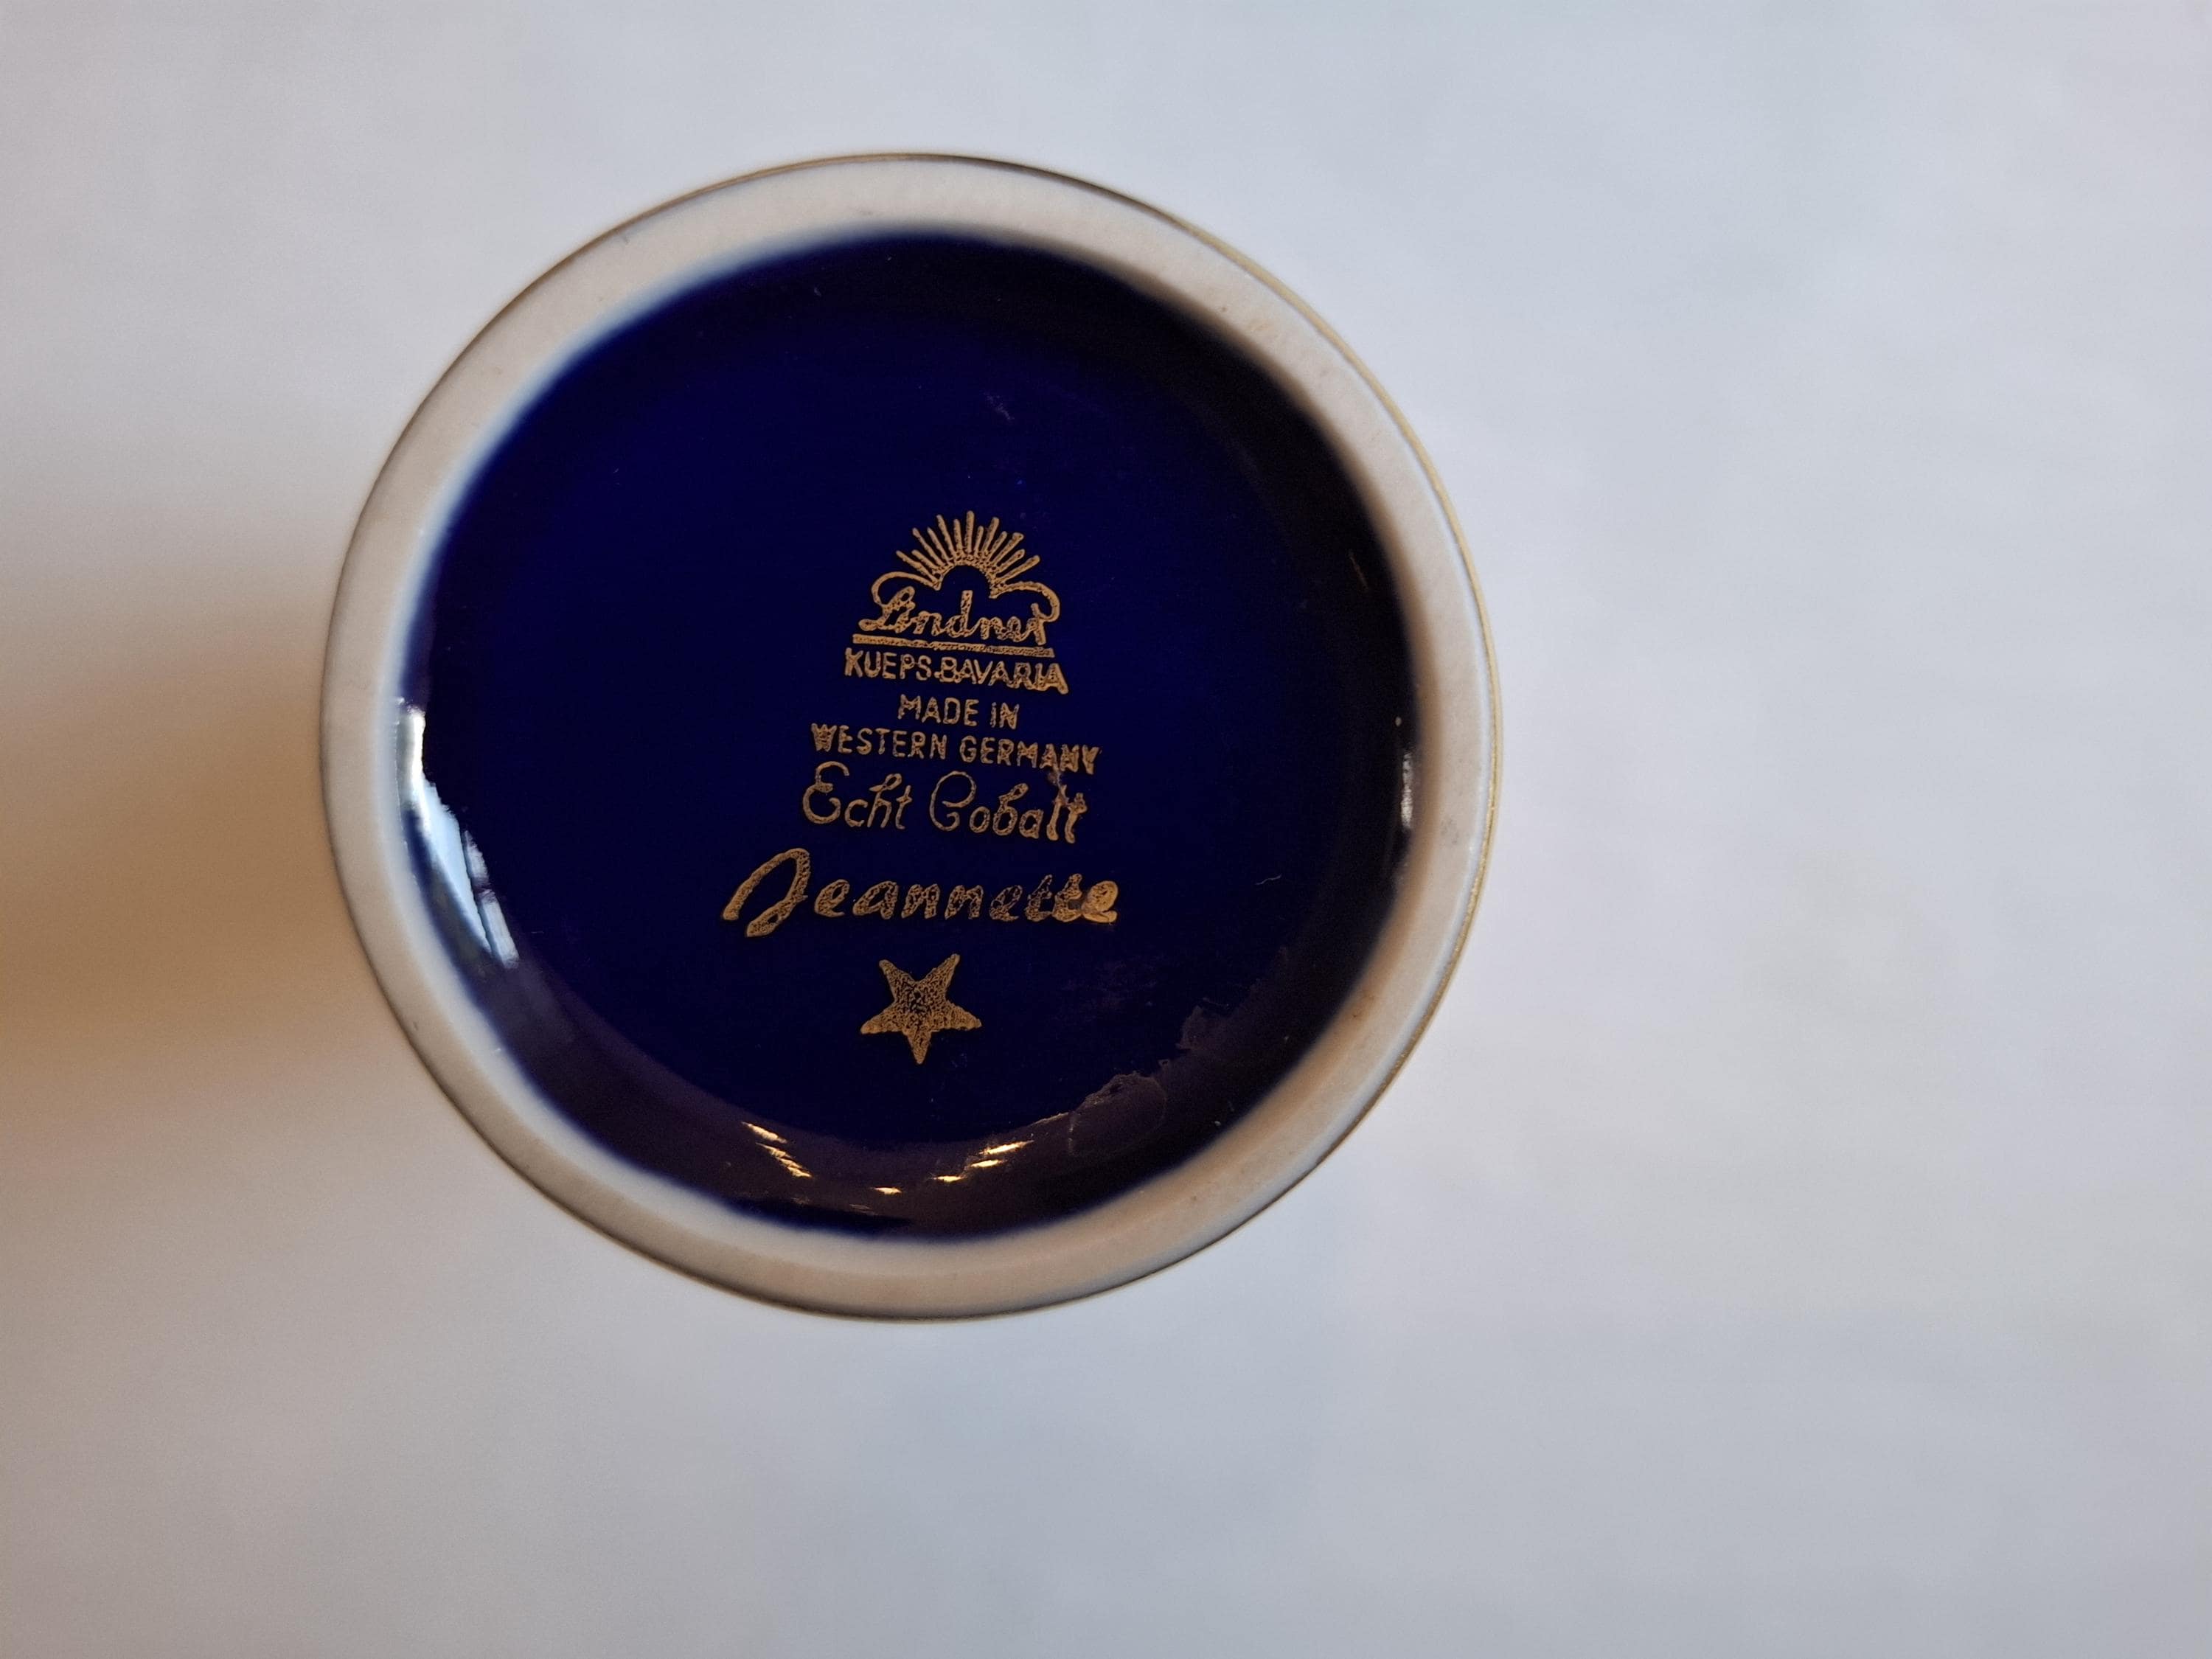 Lindner
KUEPS-BAVARIA
MADE IN
WESTERN GERMANY
Echt Cobalt
Jeannette